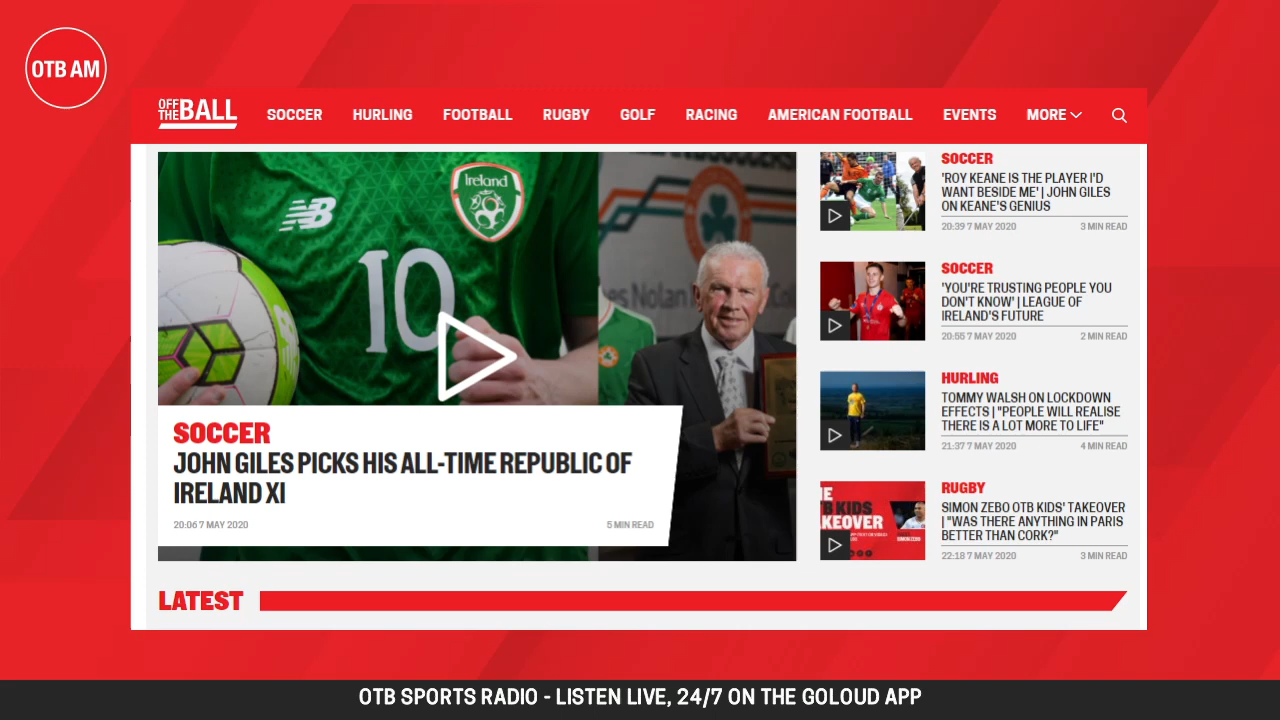 OTB AM
OFF THE BALL
SOCCER HURLING FOOTBALL RUGBY GOLF RACING AMERICAN FOOTBALL EVENTS MORE
Ireland
10
SOCCER
JOHN GILES PICKS HIS ALL-TIME REPUBLIC OF
IRELAND XI
20:06 7 MAY 2020 5 MIN READ
SOCCER
'ROY KEANE IS THE PLAYER I'D
WANT BESIDE ME' | JOHN GILES
ON KEANE'S GENIUS
20:39 7 MAY 2020 3 MIN READ
SOCCER
'YOU'RE TRUSTING PEOPLE YOU
DON'T KNOW' | LEAGUE OF
IRELAND'S FUTURE
20:55 7 MAY 2020 2 MIN READ
HURLING
TOMMY WALSH ON LOCKDOWN
EFFECTS | "PEOPLE WILL REALISE
THERE IS A LOT MORE TO LIFE"
21:37 7 MAY 2020 4 MIN READ
RUGBY
SIMON ZEBO OTB KIDS' TAKEOVER
| "WAS THERE ANYTHING IN PARIS
BETTER THAN CORK?"
22:18 7 MAY 2020 3 MIN READ
LATEST
OTB SPORTS RADIO - LISTEN LIVE, 24/7 ON THE GOLOUD APP